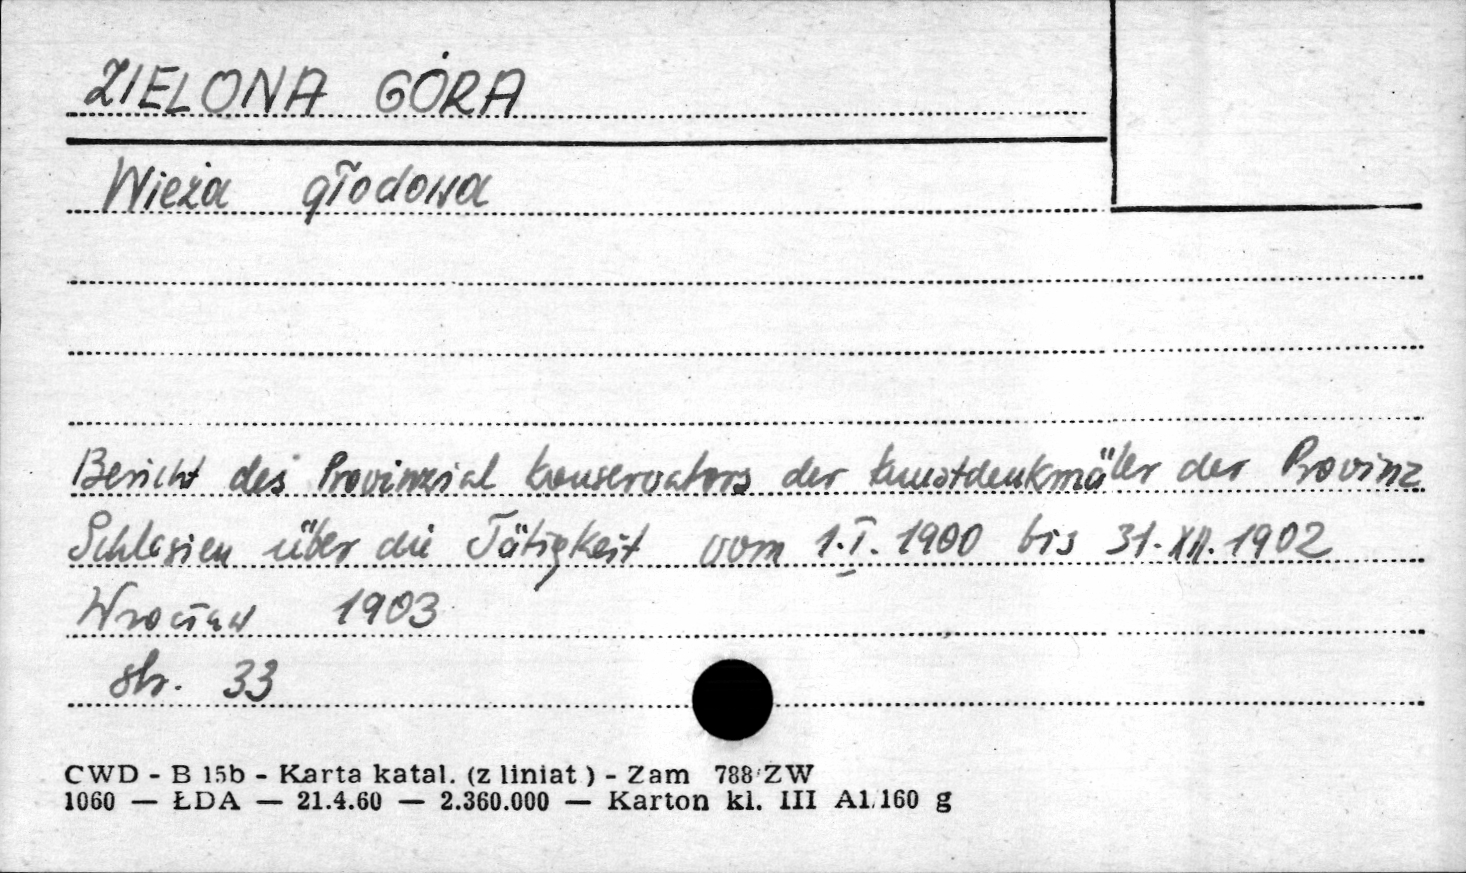 ZIELONA GÓRA
Wieża głodowa
Bericht des Provinzial Konservators der Kunstdenkmäler der Provinz
Schlesien über die Tätigkeit vom 1.I.1900 bis 31.XII.1902
Wrocław 1903
str. 33
CWD - B 15b - Karta katal. (z liniat) - Zam 788/ZW
1060 — ŁDA — 21.4.60 — 2.360.000 — Karton kl. III A1/160 g